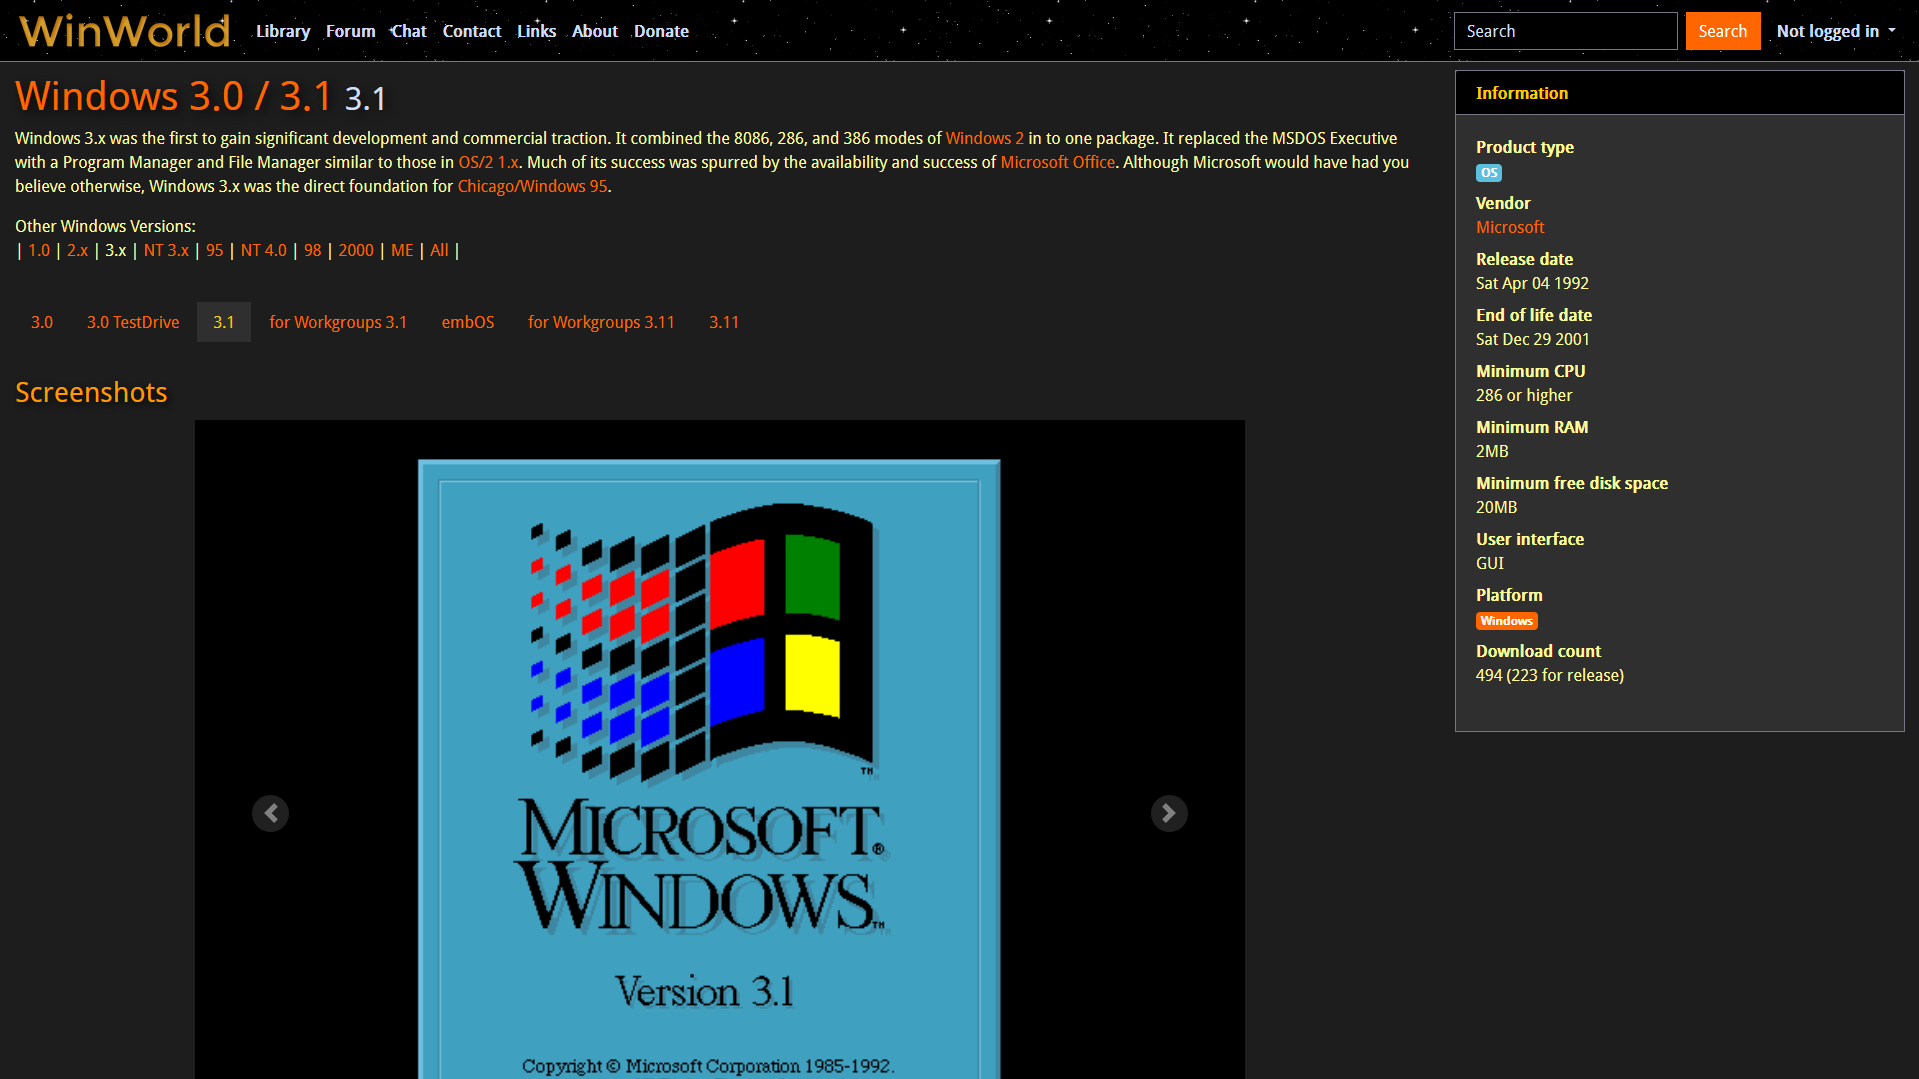 WinWorld Library Forum Chat Contact Links About Donate Search Search Not logged in
Windows 3.0 / 3.1 3.1
Windows 3.x was the first to gain significant development and commercial traction. It combined the 8086, 286, and 386 modes of Windows 2 in to one package. It replaced the MSDOS Executive
with a Program Manager and File Manager similar to those in OS/2 1.x. Much of its success was spurred by the availability and success of Microsoft Office. Although Microsoft would have had you
believe otherwise, Windows 3.x was the direct foundation for Chicago/Windows 95.
Other Windows Versions:
| 1.0 | 2.x | 3.x | NT 3.x | 95 | NT 4.0 | 98 | 2000 | ME | All |
3.0 3.0 TestDrive 3.1 for Workgroups 3.1 embOS for Workgroups 3.11 3.11
Screenshots
TM
MICROSOFT®
WINDOWS™
Version 3.1
Copyright © Microsoft Corporation 1985-1992.
Information
Product type
OS
Vendor
Microsoft
Release date
Sat Apr 04 1992
End of life date
Sat Dec 29 2001
Minimum CPU
286 or higher
Minimum RAM
2MB
Minimum free disk space
20MB
User interface
GUI
Platform
Windows
Download count
494 (223 for release)